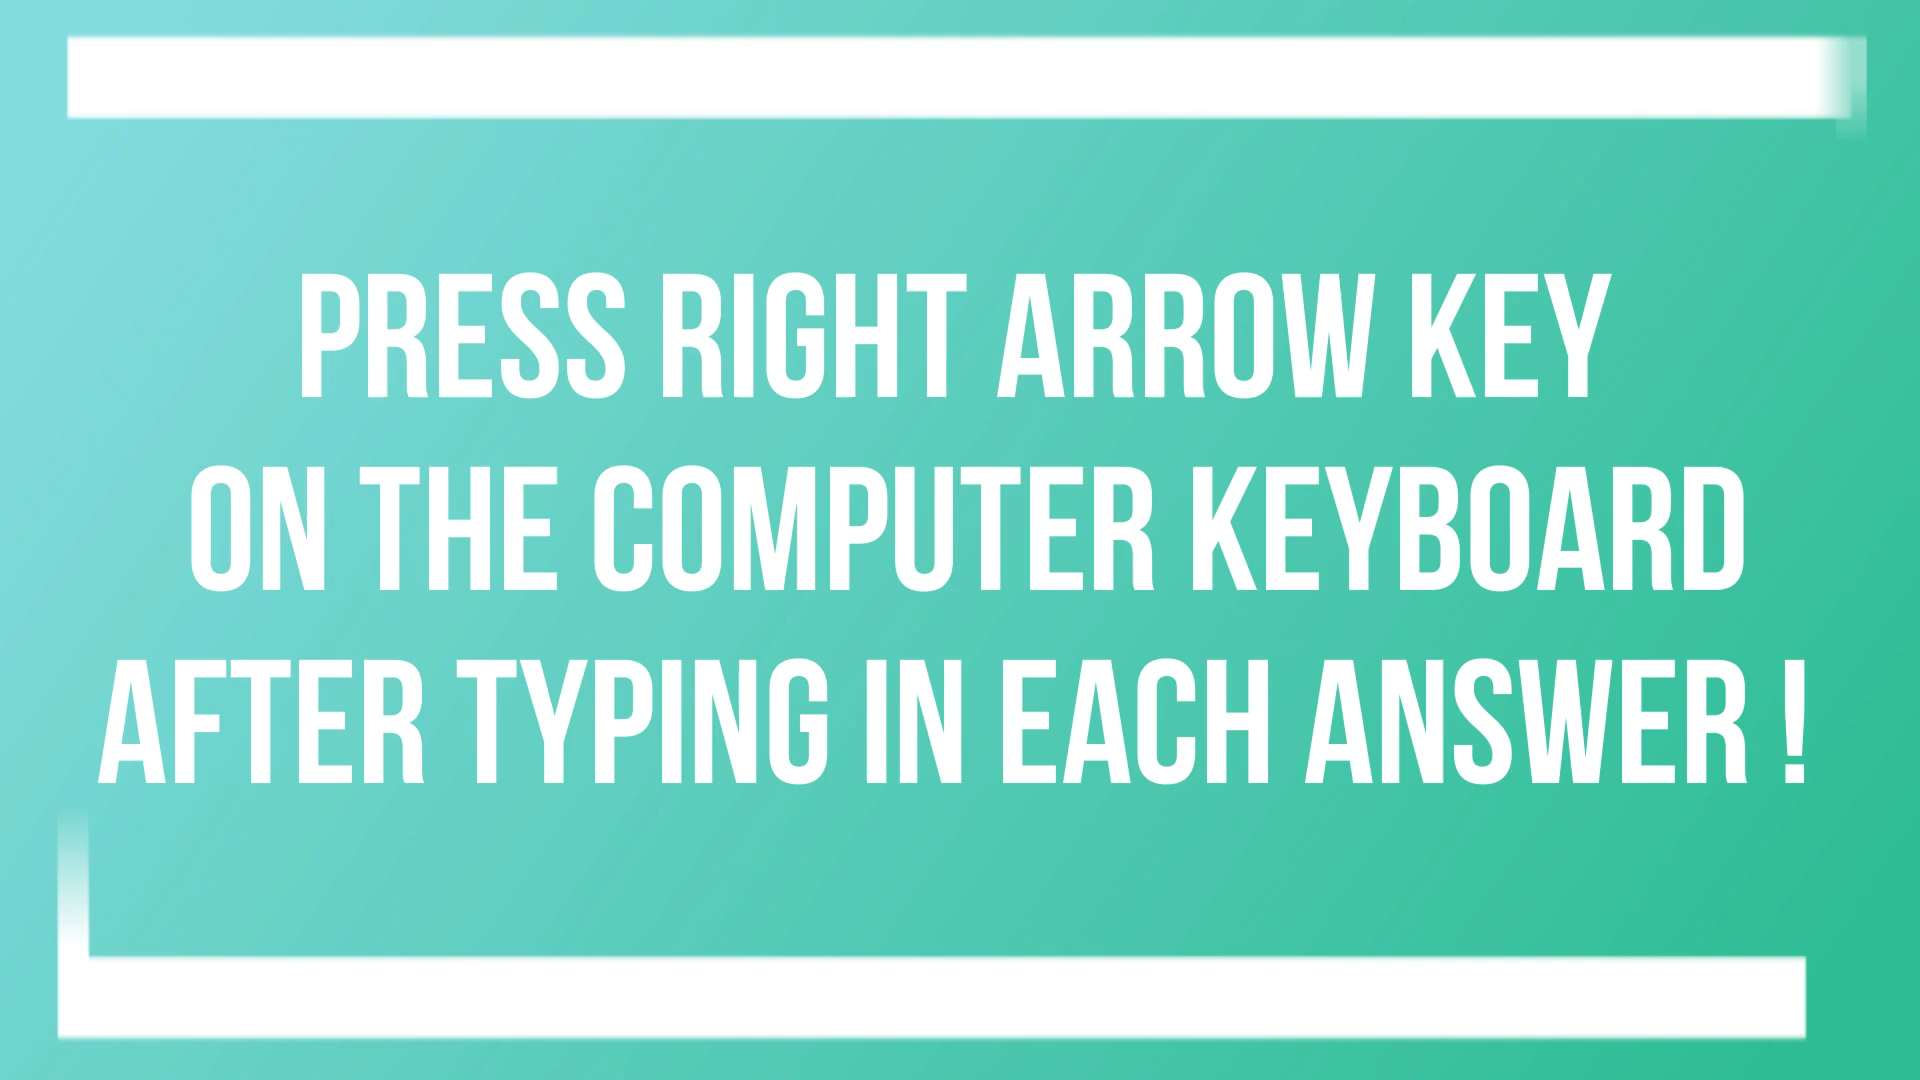 PRESS RIGHT ARROW KEY
ON THE COMPUTER KEYBOARD
AFTER TYPING IN EACH ANSWER !